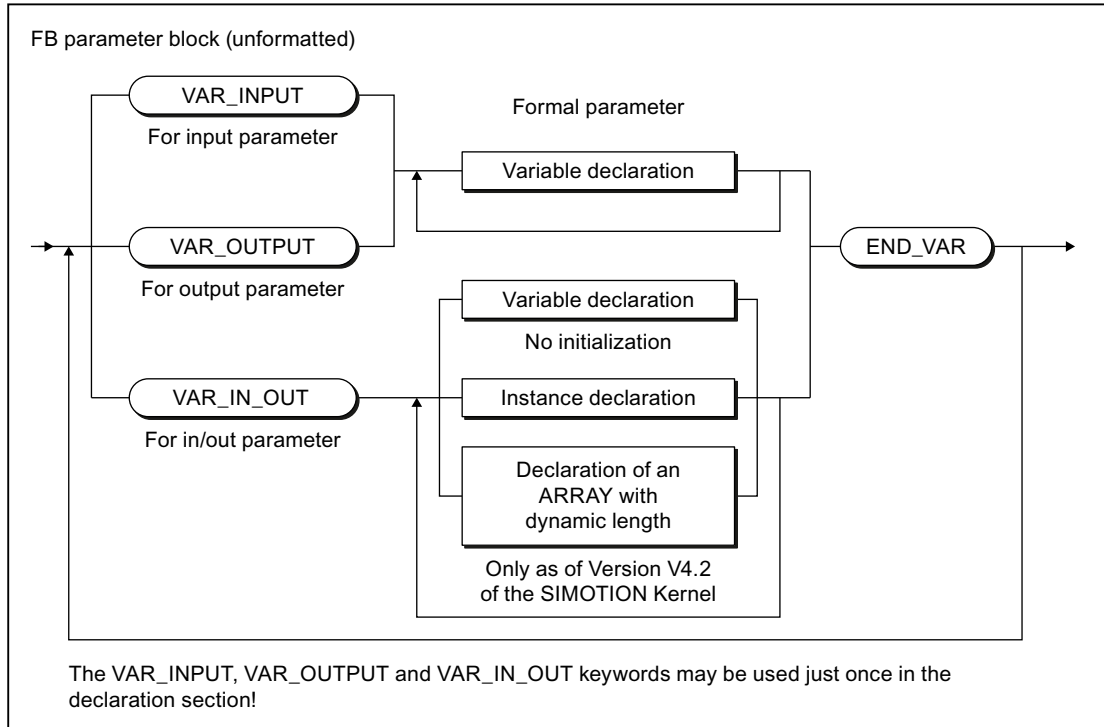 FB parameter block (unformatted)
VAR_INPUT
For input parameter
Formal parameter
Variable declaration
VAR_OUTPUT
For output parameter
END_VAR
Variable declaration
No initialization
VAR_IN_OUT
For in/out parameter
Instance declaration
Declaration of an
ARRAY with
dynamic length
Only as of Version V4.2
of the SIMOTION Kernel
The VAR_INPUT, VAR_OUTPUT and VAR_IN_OUT keywords may be used just once in the
declaration section!